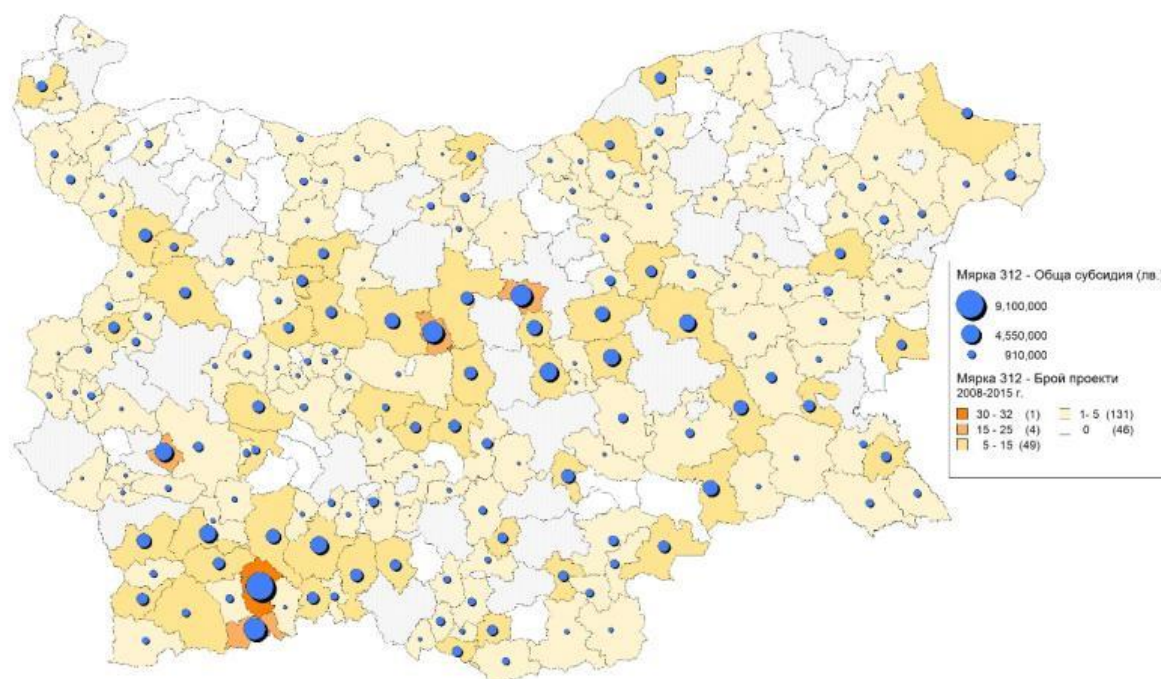 Мярка 312 - Обща субсидия (лв.
9,100,000
4,550,000
910,000
Мярка 312 - Брой проекти
2008-2015 г.
30 - 32 (1) 1- 5 (131)
15 - 25 (4) 0 (46)
5 - 15 (49)